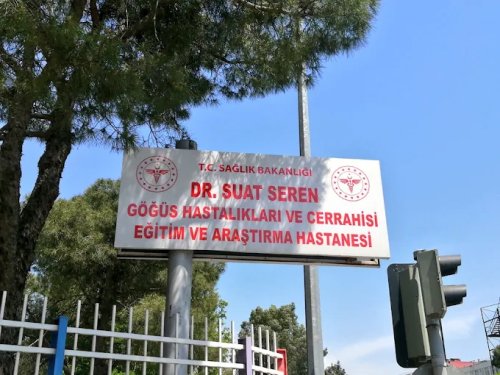 T.C. SAĞLIK BAKANLIĞI
DR. SUAT SEREN
GÖĞÜS HASTALIKLARI VE CERRAHİSİ
EĞİTİM VE ARAŞTIRMA HASTANESİ